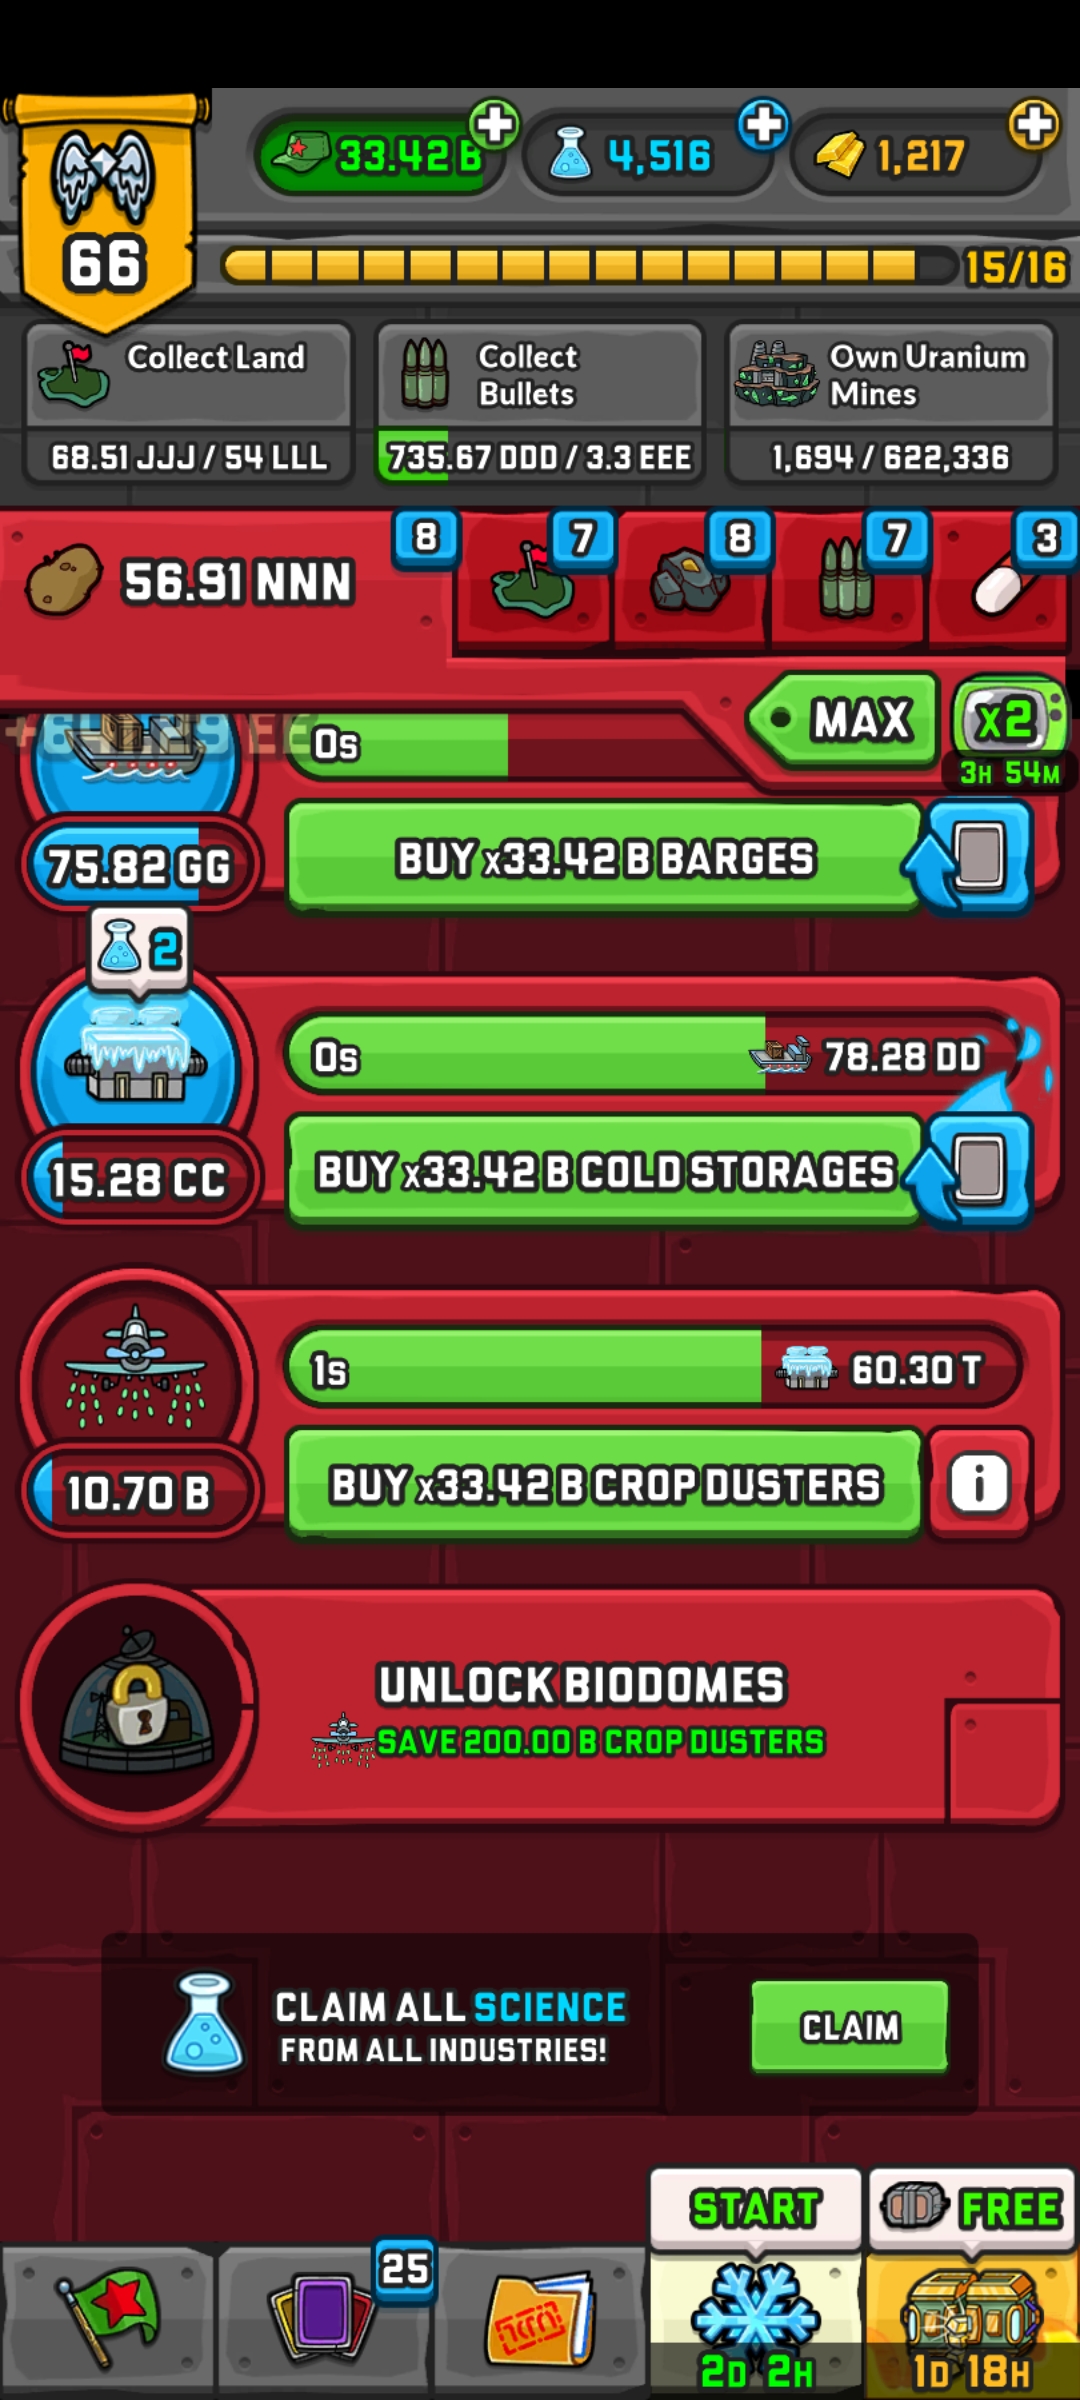 33.42 B
4,516
1,217
66
15/16
Collect Land
68.51 JJJ / 54 LLL
Collect
Bullets
735.67 DDD / 3.3 EEE
Own Uranium
Mines
1,694 / 622,336
56.91 NNN
8
7
8
7
3
MAX
x2
3H 54M
0s
75.82 GG
BUY x33.42 B BARGES
2
0s
78.28 DD
15.28 CC
BUY x33.42 B COLD STORAGES
1s
60.30 T
10.70 B
BUY x33.42 B CROP DUSTERS
i
UNLOCK BIODOMES
SAVE 200.00 B CROP DUSTERS
CLAIM ALL SCIENCE
FROM ALL INDUSTRIES!
CLAIM
START
FREE
25
2D 2H
1D 18H